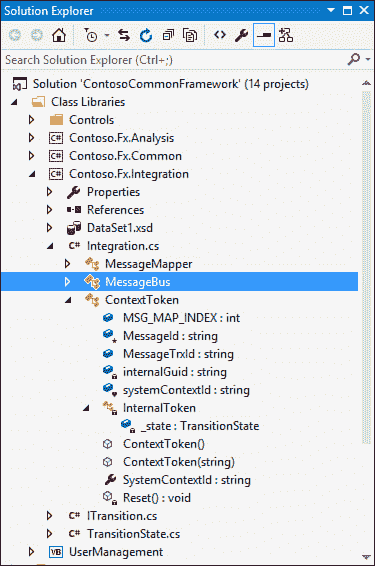 Solution Explorer
Search Solution Explorer (Ctrl+;)
Solution 'ContosoCommonFramework' (14 projects)
Class Libraries
Controls
C# Contoso.Fx.Analysis
C# Contoso.Fx.Common
C# Contoso.Fx.Integration
Properties
References
DataSet1.xsd
C# Integration.cs
MessageMapper
MessageBus
ContextToken
MSG_MAP_INDEX : int
MessageId : string
MessageTrxId : string
internalGuid : string
systemContextId : string
InternalToken
_state : TransitionState
ContextToken()
ContextToken(string)
SystemContextId : string
Reset() : void
C# ITransition.cs
C# TransitionState.cs
VB UserManagement